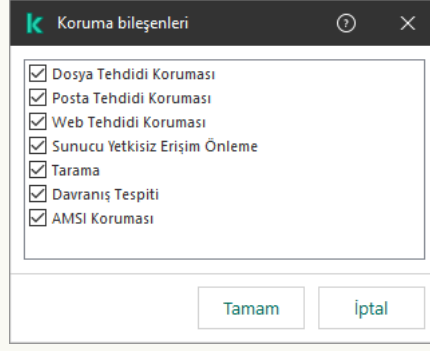 Koruma bileşenleri
Dosya Tehdidi Koruması
Posta Tehdidi Koruması
Web Tehdidi Koruması
Sunucu Yetkisiz Erişim Önleme
Tarama
Davranış Tespiti
AMSI Koruması
Tamam İptal